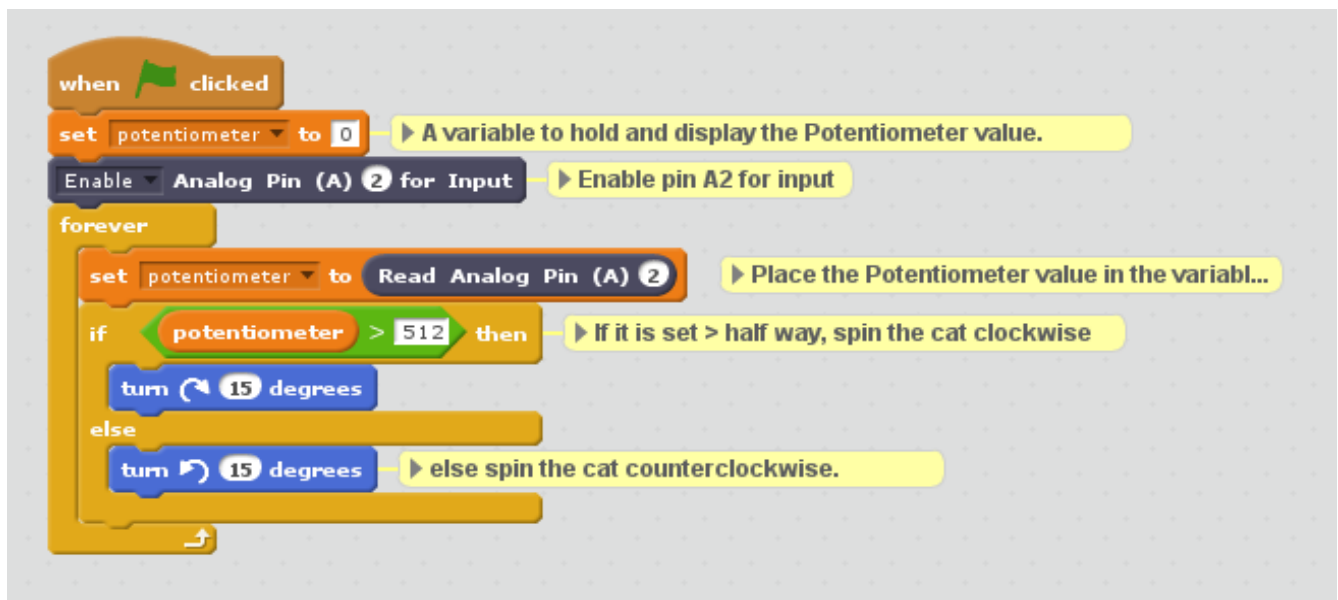 when clicked
set potentiometer to 0 A variable to hold and display the Potentiometer value.
Enable Analog Pin (A) 2 for Input Enable pin A2 for input
forever
set potentiometer to Read Analog Pin (A) 2 Place the Potentiometer value in the variabl...
if potentiometer > 512 then If it is set > half way, spin the cat clockwise
turn 15 degrees
else
turn 15 degrees else spin the cat counterclockwise.